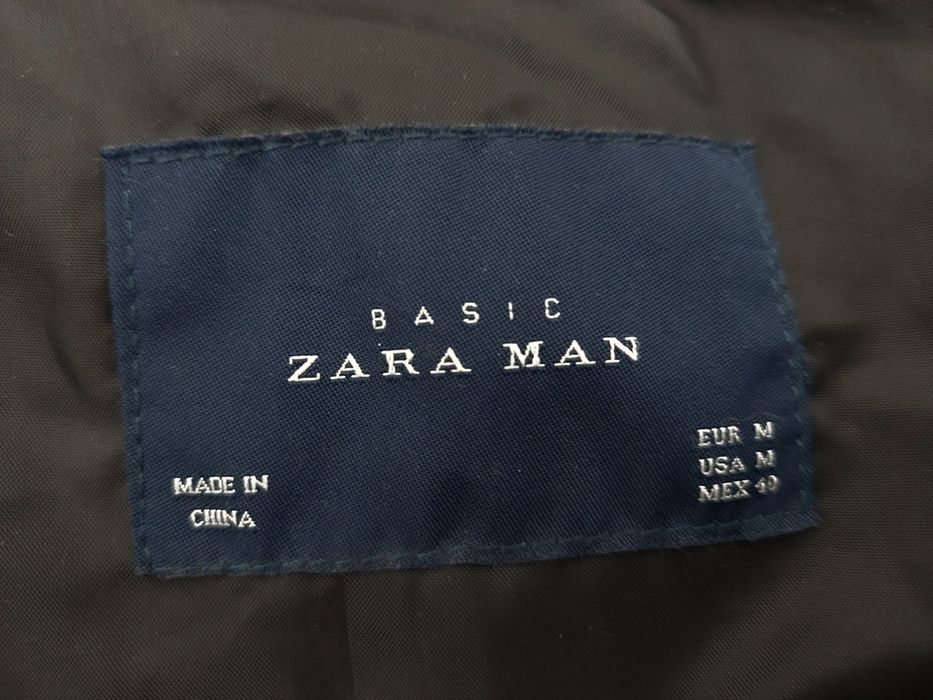 BASIC
ZARA MAN
MADE IN
CHINA
EUR M
USA M
MEX 40